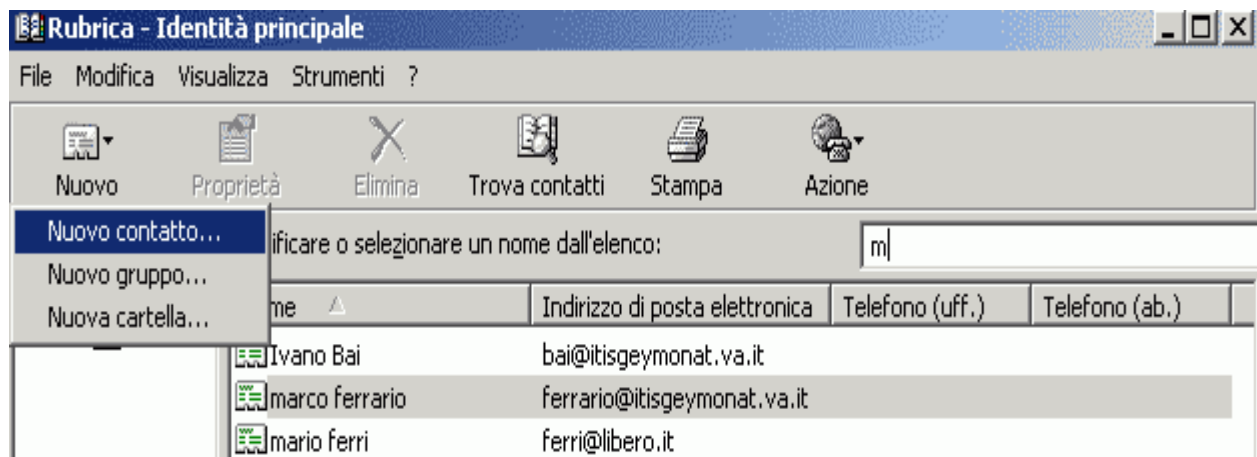 Rubrica - Identità principale
File Modifica Visualizza Strumenti ?
Nuovo Proprietà Elimina Trova contatti Stampa Azione
Nuovo contatto...
ificare o selezionare un nome dall'elenco: m
Nuovo gruppo...
Nuova cartella...
me Indirizzo di posta elettronica Telefono (uff.) Telefono (ab.)
Ivano Bai bai@itisgeymonat.va.it
marco ferrario ferrario@itisgeymonat.va.it
mario ferri ferri@libero.it